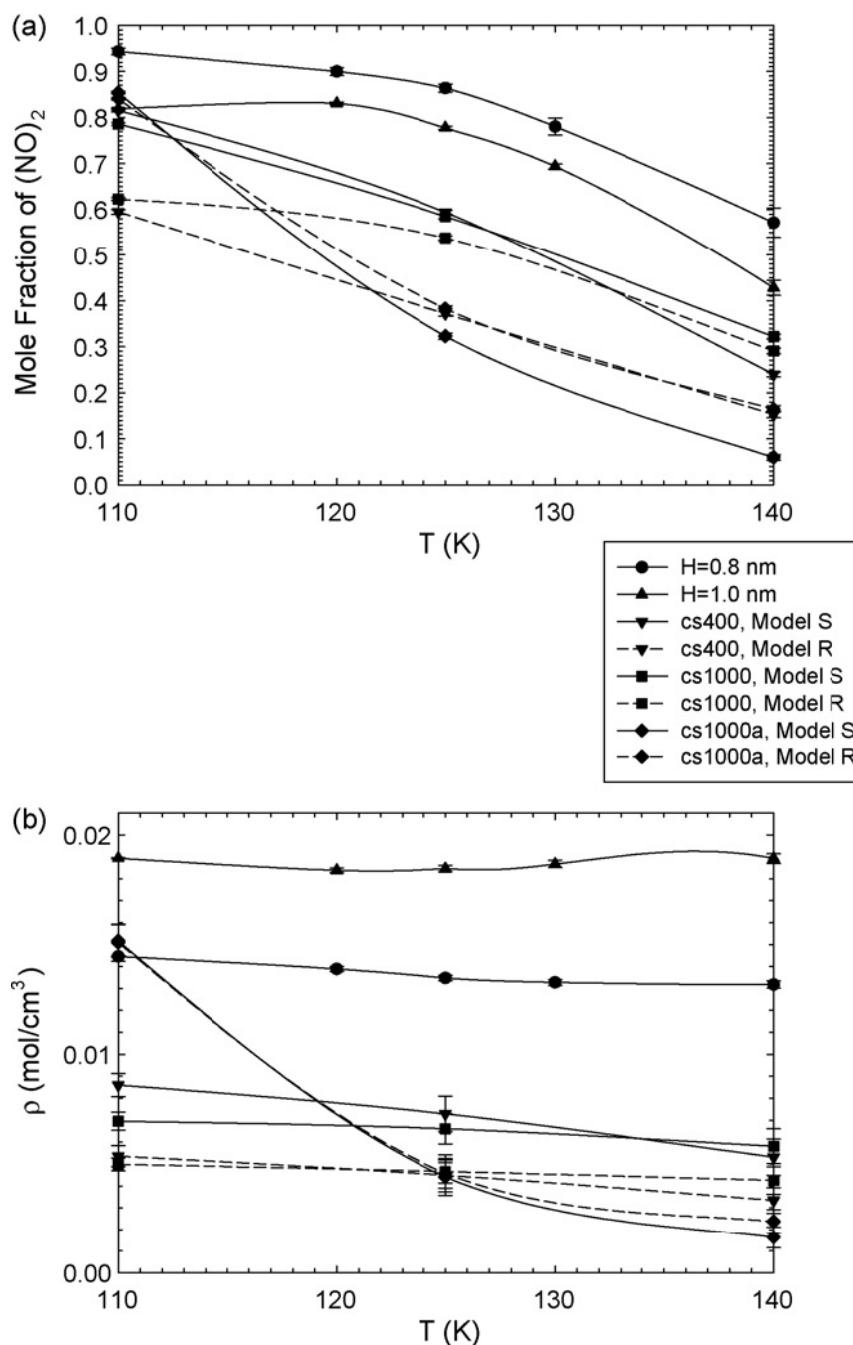 (a)
1.0
0.9
0.8
0.7
0.6
0.5
0.4
0.3
0.2
0.1
0.0
Mole Fraction of (NO)2
110 120 130 140
T (K)
H=0.8 nm
H=1.0 nm
cs400, Model S
cs400, Model R
cs1000, Model S
cs1000, Model R
cs1000a, Model S
cs1000a, Model R
(b)
0.02
0.01
0.00
ρ (mol/cm3)
110 120 130 140
T (K)